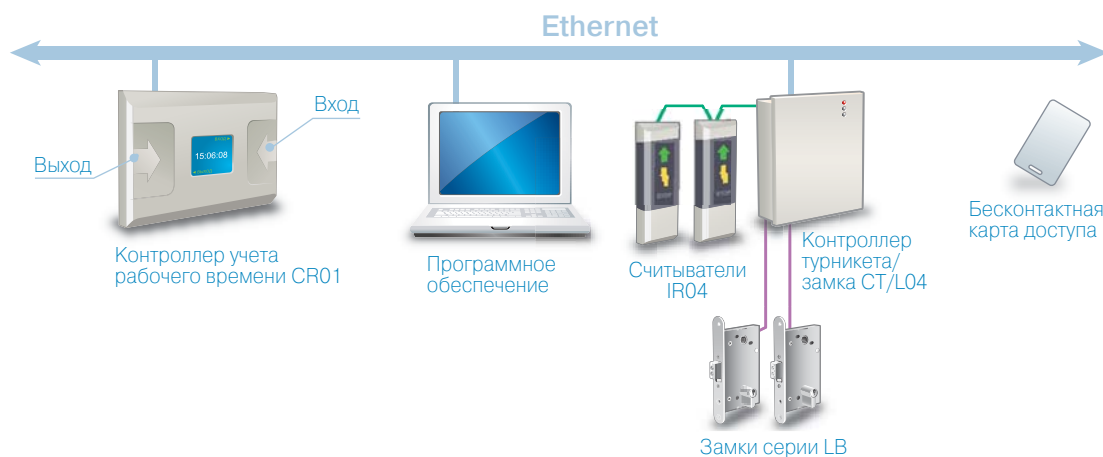 Ethernet
Вход
Выход
15:06:08
Контроллер учета
рабочего времени CR01
Программное
обеспечение
Считыватели
IR04
Контроллер
турникета/
замка CT/L04
Бесконтактная
карта доступа
Замки серии LB